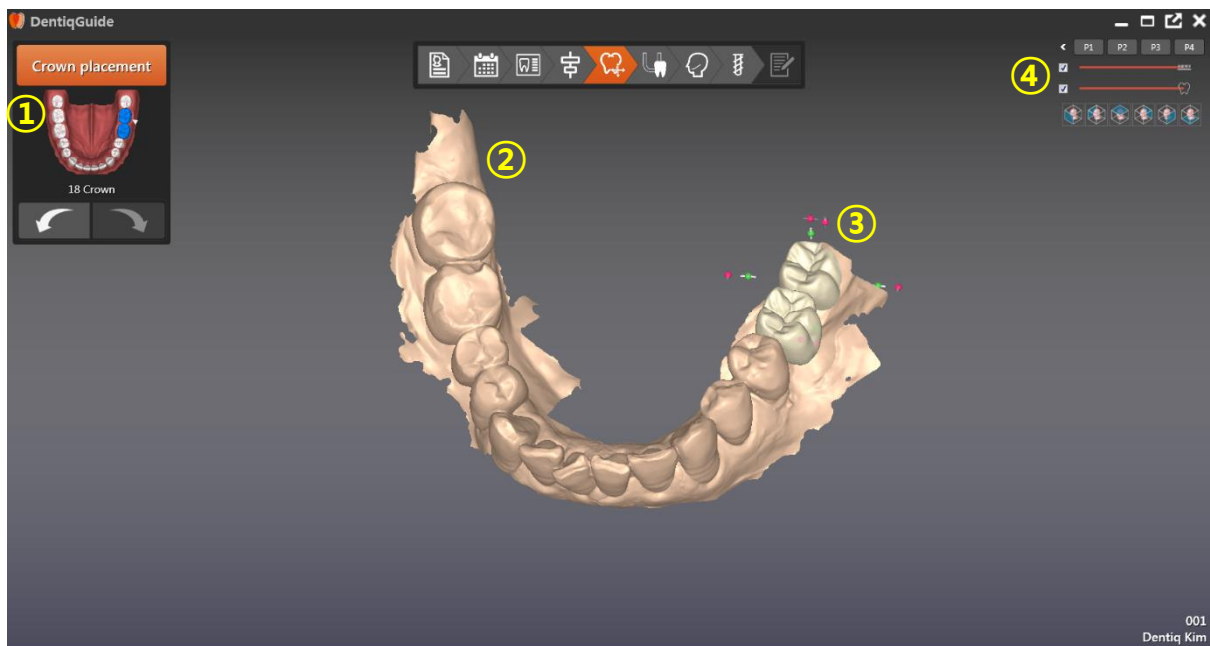 DentiqGuide
Crown placement
①
18 Crown
②
③
P1 P2 P3 P4
④
001
Dentiq Kim